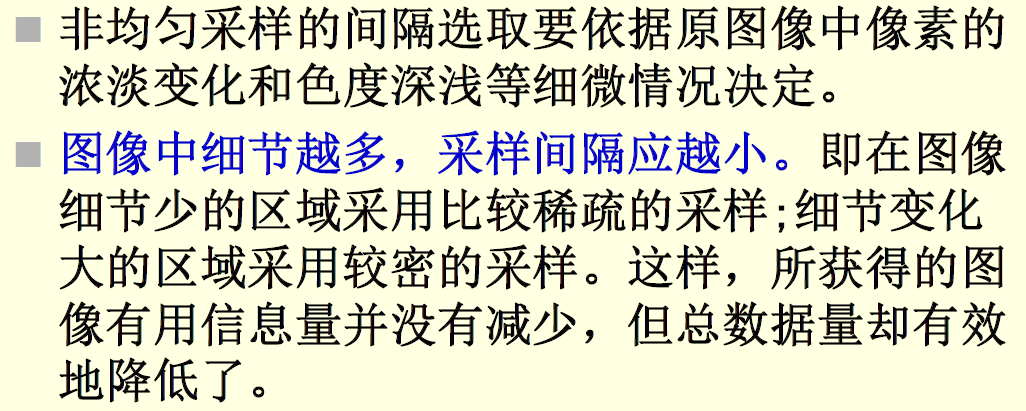 非均匀采样的间隔选取要依据原图像中像素的
浓淡变化和色度深浅等细微情况决定。
图像中细节越多，采样间隔应越小。即在图像
细节少的区域采用比较稀疏的采样;细节变化
大的区域采用较密的采样。这样，所获得的图
像有用信息量并没有减少，但总数据量却有效
地降低了。